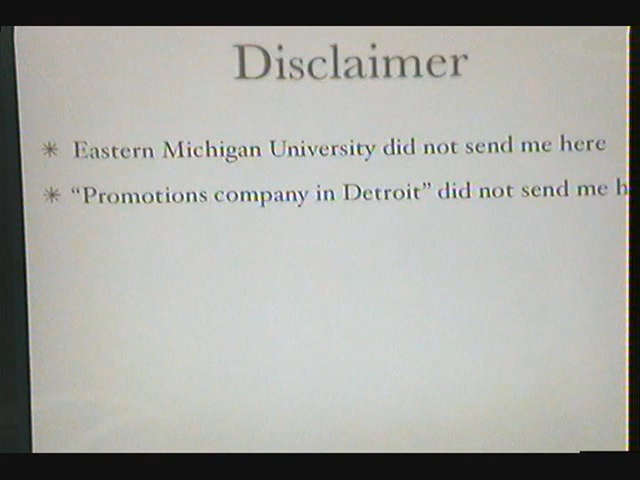 Disclaimer
✳ Eastern Michigan University did not send me here
✳ “Promotions company in Detroit” did not send me h